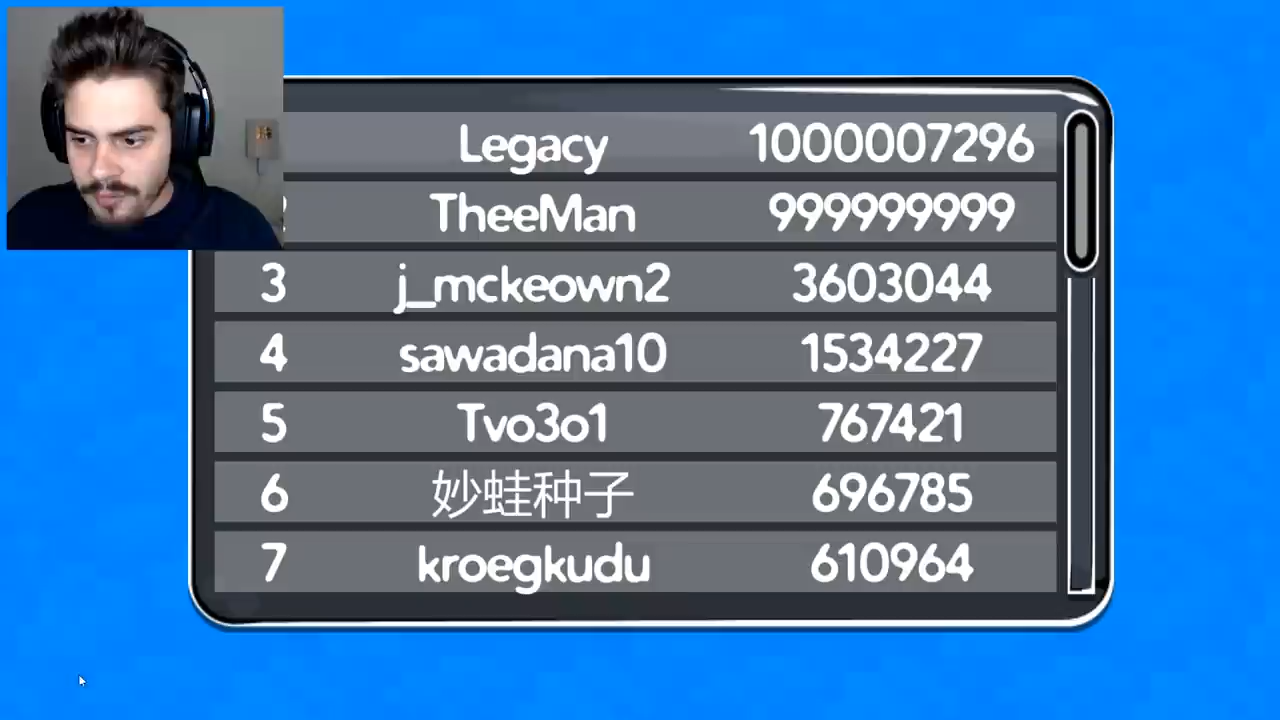 Legacy 1000007296
TheeMan 999999999
3 j_mckeown2 3603044
4 sawadana10 1534227
5 Tvo3o1 767421
6 妙蛙种子 696785
7 kroegkudu 610964